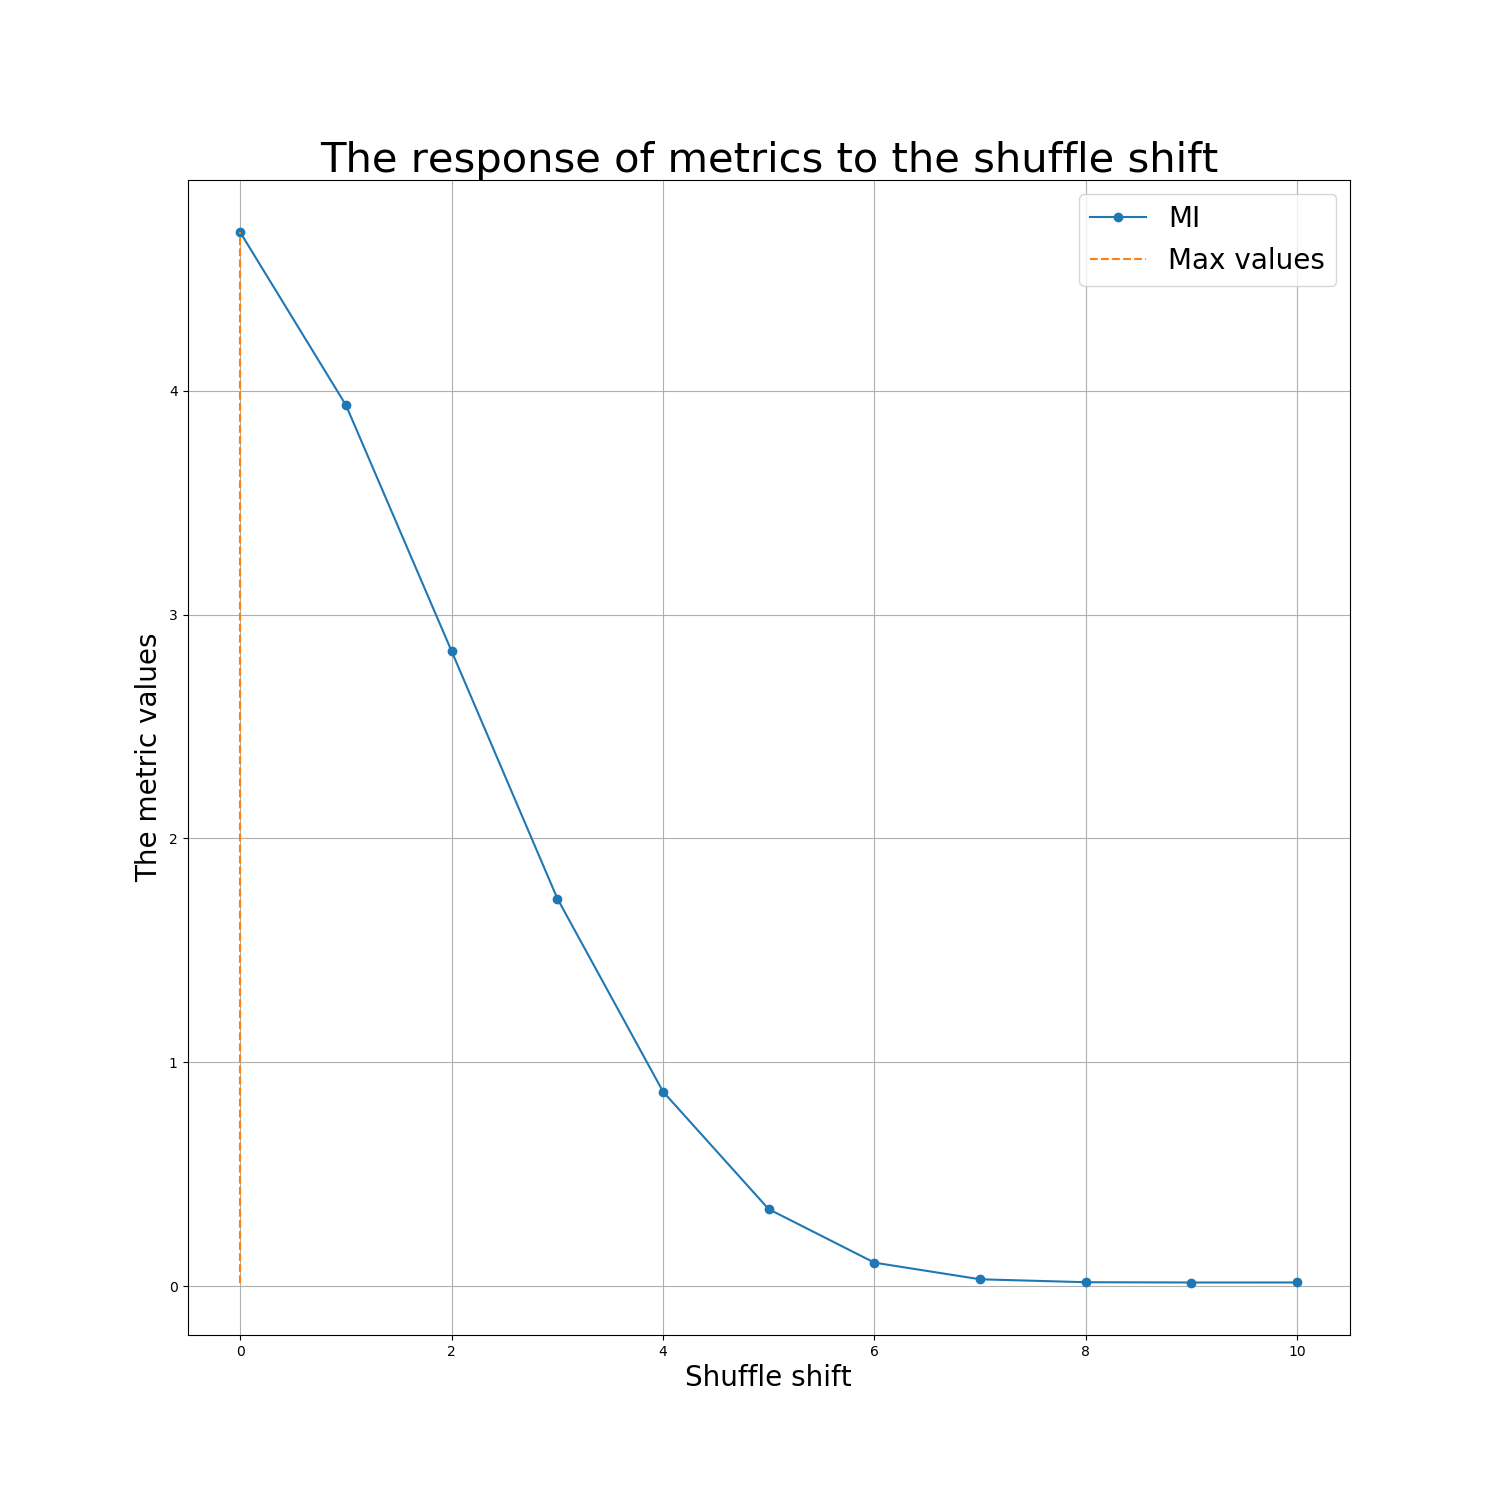 The response of metrics to the shuffle shift
MI
Max values
4
3
2
1
0
The metric values
0 2 4 6 8 10
Shuffle shift